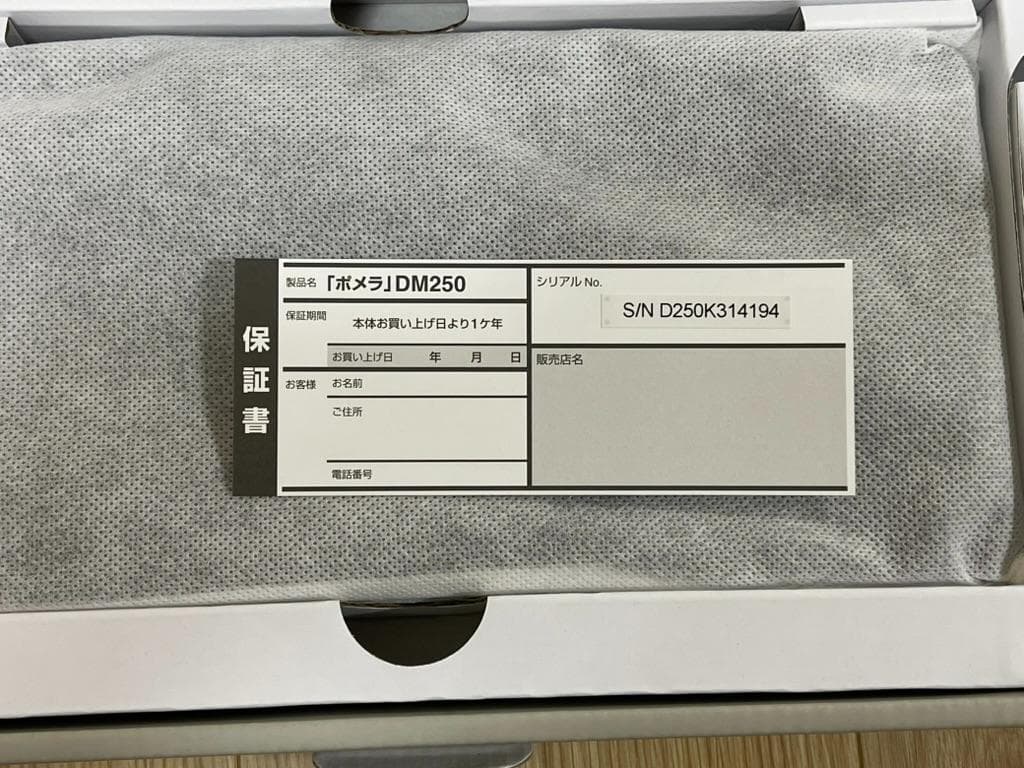 保証書
製品名 「ポメラ」DM250
保証期間 本体お買い上げ日より1ケ年
お買い上げ日 年 月 日
お客様 お名前
ご住所
電話番号
シリアル No.
S/N D250K314194
販売店名